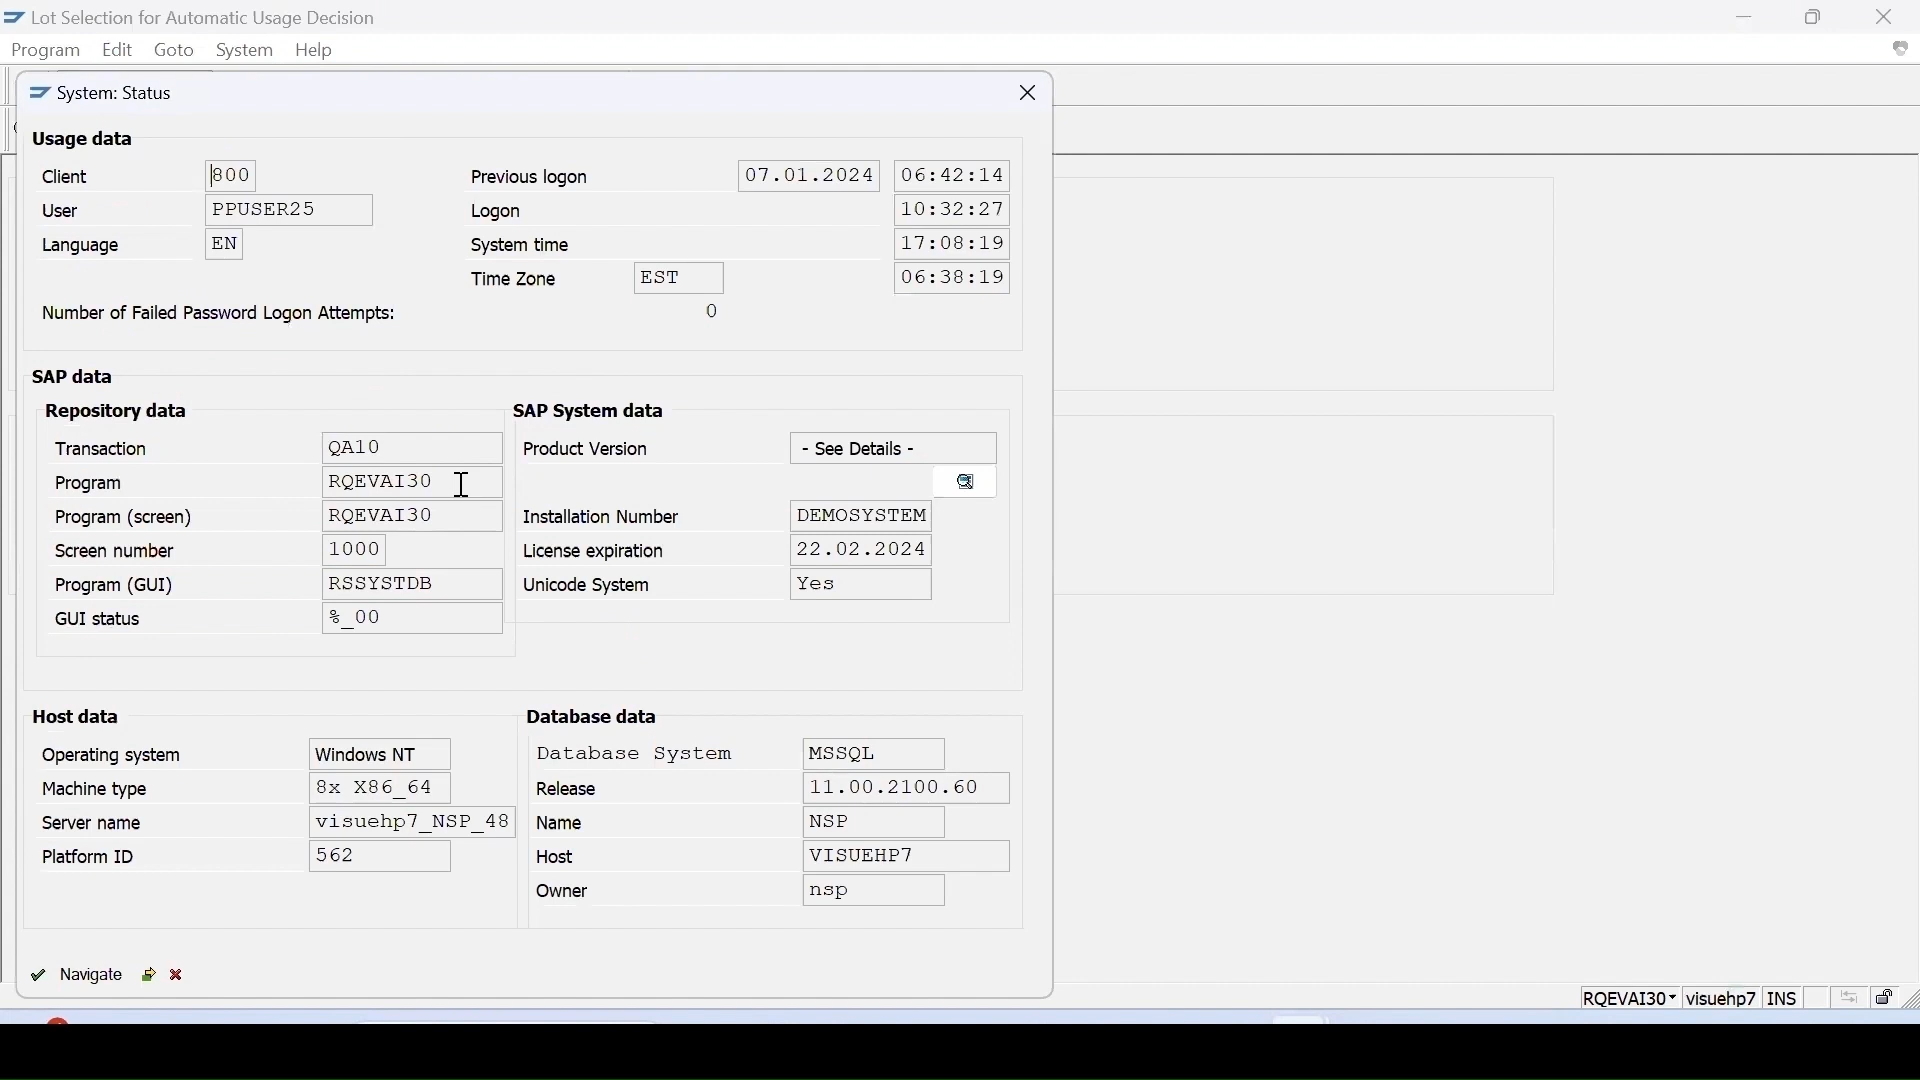 Lot Selection for Automatic Usage Decision
Program Edit Goto System Help
System: Status
Usage data
Client 800 Previous logon 07.01.2024 06:42:14
User PPUSER25 Logon 10:32:27
Language EN System time 17:08:19
Time Zone EST 06:38:19
Number of Failed Password Logon Attempts: 0
SAP data
Repository data SAP System data
Transaction QA10 Product Version - See Details -
Program RQEVAI30
Program (screen) RQEVAI30 Installation Number DEMOSYSTEM
Screen number 1000 License expiration 22.02.2024
Program (GUI) RSSYSTDB Unicode System Yes
GUI status %_00
Host data Database data
Operating system Windows NT Database System MSSQL
Machine type 8x X86_64 Release 11.00.2100.60
Server name visuehp7_NSP_48 Name NSP
Platform ID 562 Host VISUEHP7
Owner nsp
Navigate
RQEVAI30 visuehp7 INS